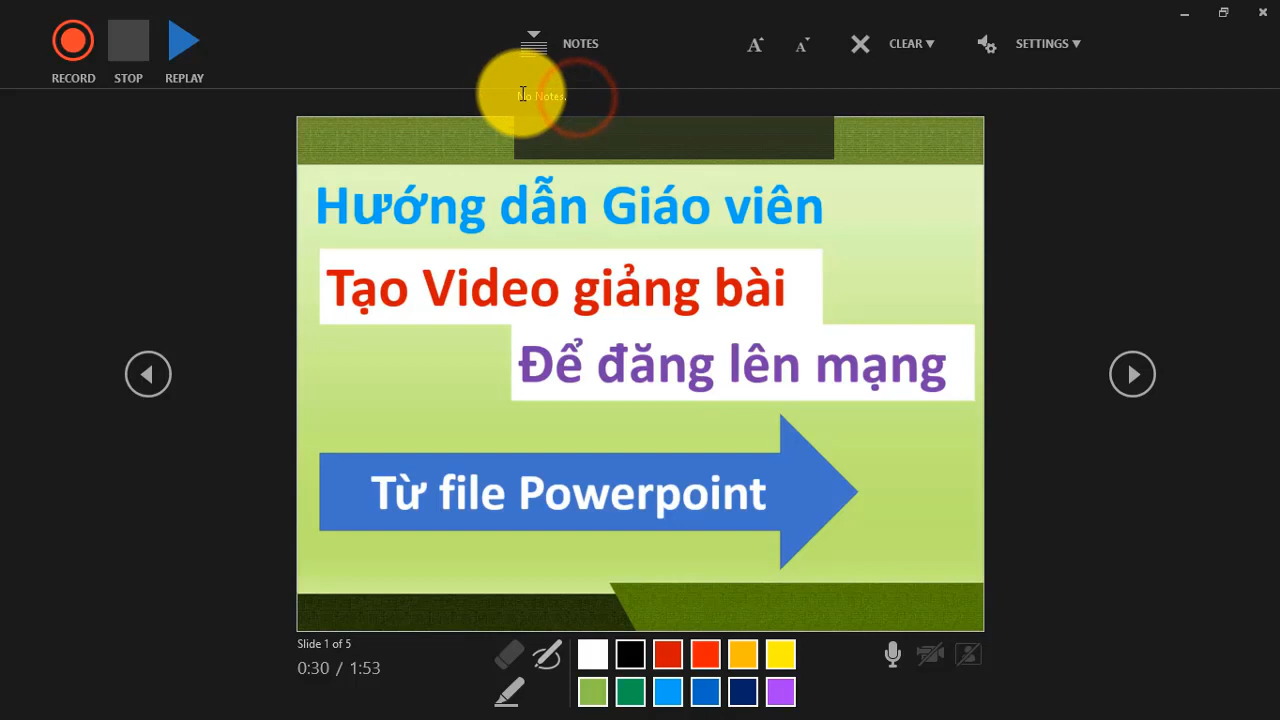 RECORD
STOP
REPLAY
NOTES
A
A
CLEAR
SETTINGS
No Notes.
Hướng dẫn Giáo viên
Tạo Video giảng bài
Để đăng lên mạng
Từ file Powerpoint
Slide 1 of 5
0:30 / 1:53